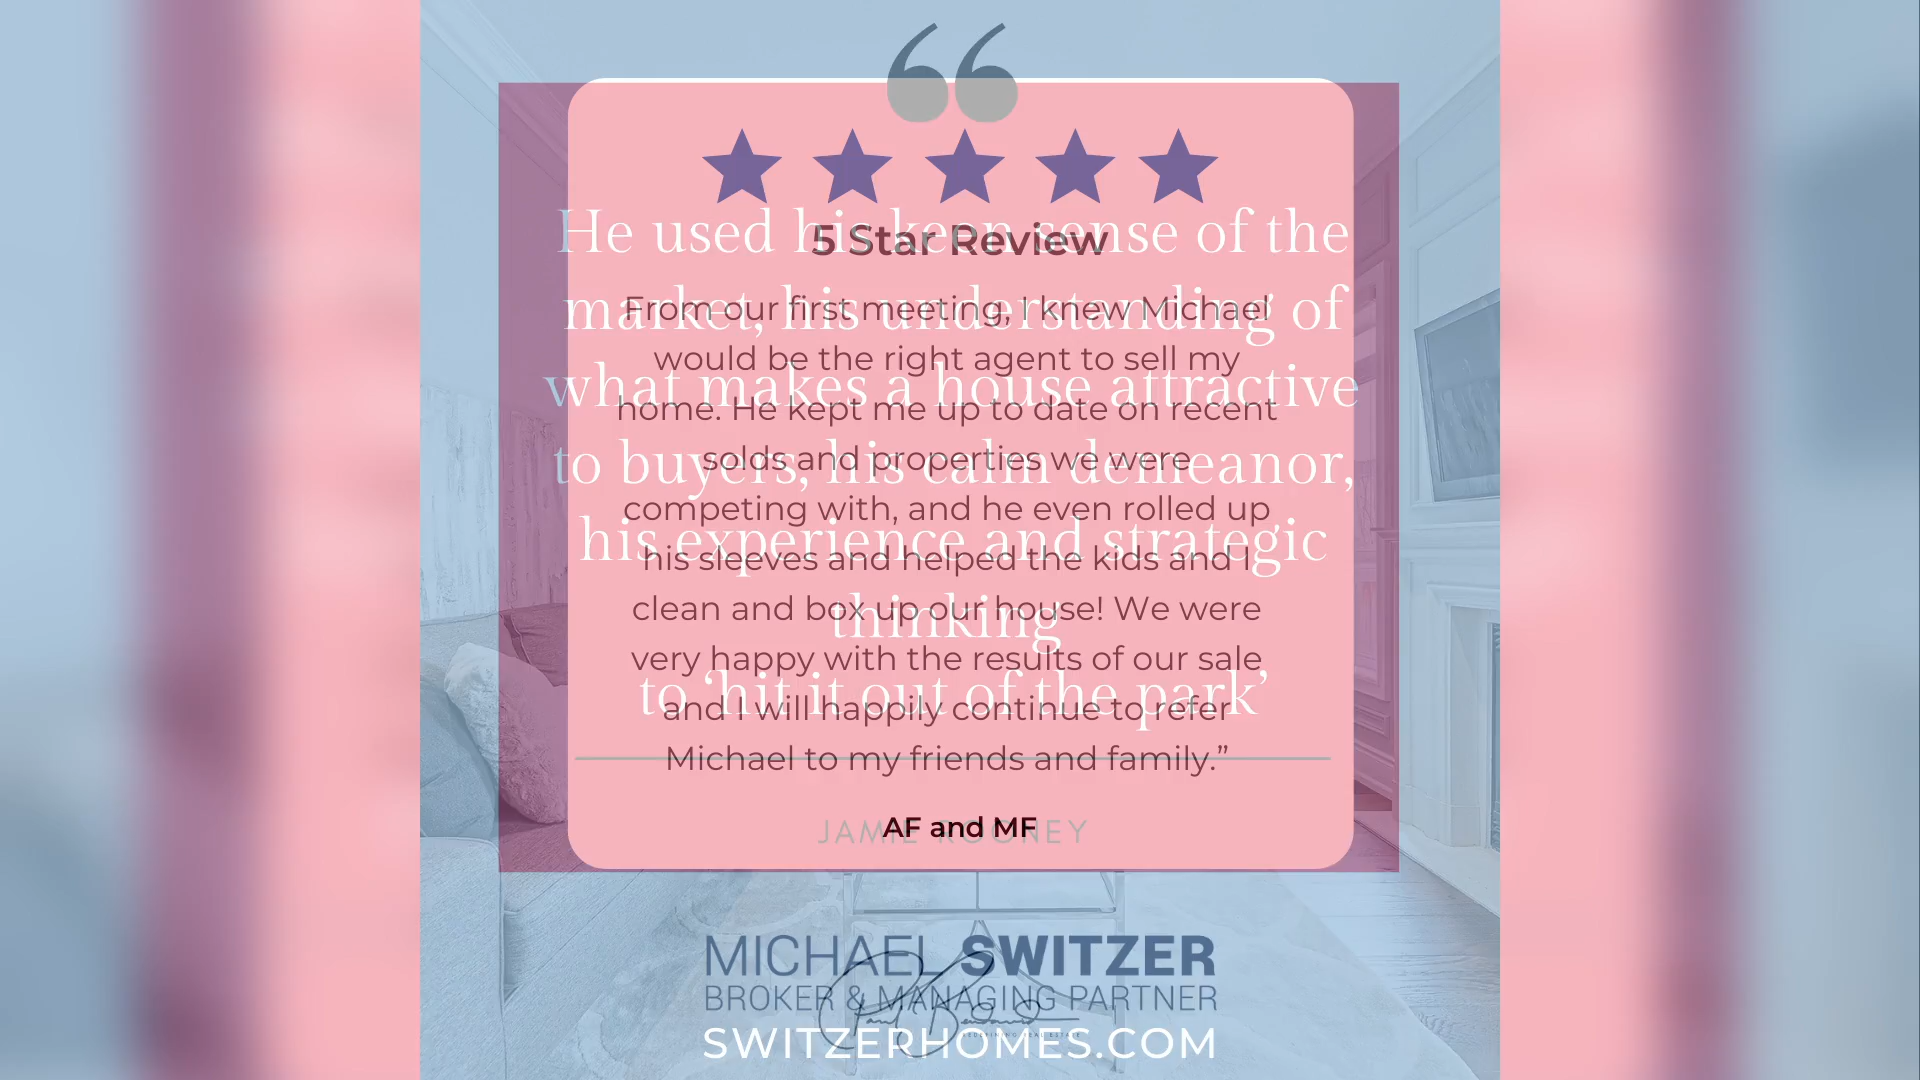 5 Star Review
From our first meeting, I knew Michael
would be the right agent to sell my
home. He kept me up to date on recent
solds and properties we were
competing with, and he even rolled up
his sleeves and helped the kids and I
clean and box up our house! We were
very happy with the results of our sale
and I will happily continue to refer
Michael to my friends and family.”
AF and MF
He used his keen sense of the
market, his understanding of
what makes a house attractive
to buyers, his calm demeanor,
his experience and strategic
thinking
to ‘hit it out of the park’
JAMIE ROONEY
MICHAEL SWITZER
BROKER & MANAGING PARTNER
SWITZERHOMES.COM